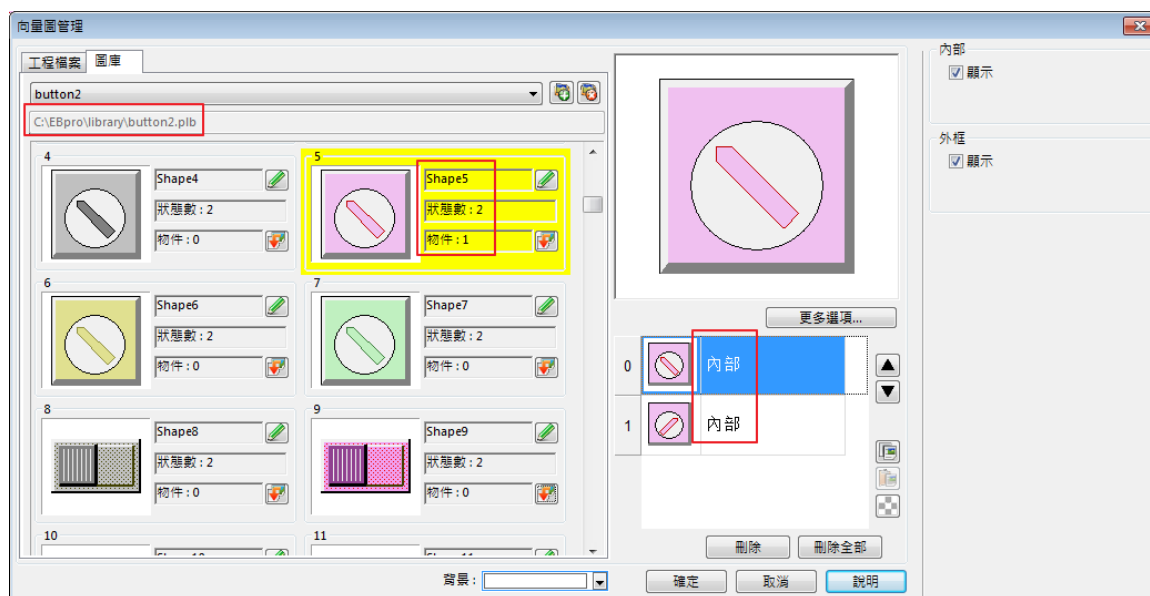 向量圖管理
工程檔案 圖庫
button2
C:\EBpro\library\button2.plb
4
Shape4
狀態數:2
物件:0
5
Shape5
狀態數:2
物件:1
6
Shape6
狀態數:2
物件:0
7
Shape7
狀態數:2
物件:0
8
Shape8
狀態數:2
物件:0
9
Shape9
狀態數:2
物件:0
10
11
更多選項...
0 內部
1 內部
刪除 刪除全部
背景:
確定 取消 說明
內部
顯示
外框
顯示